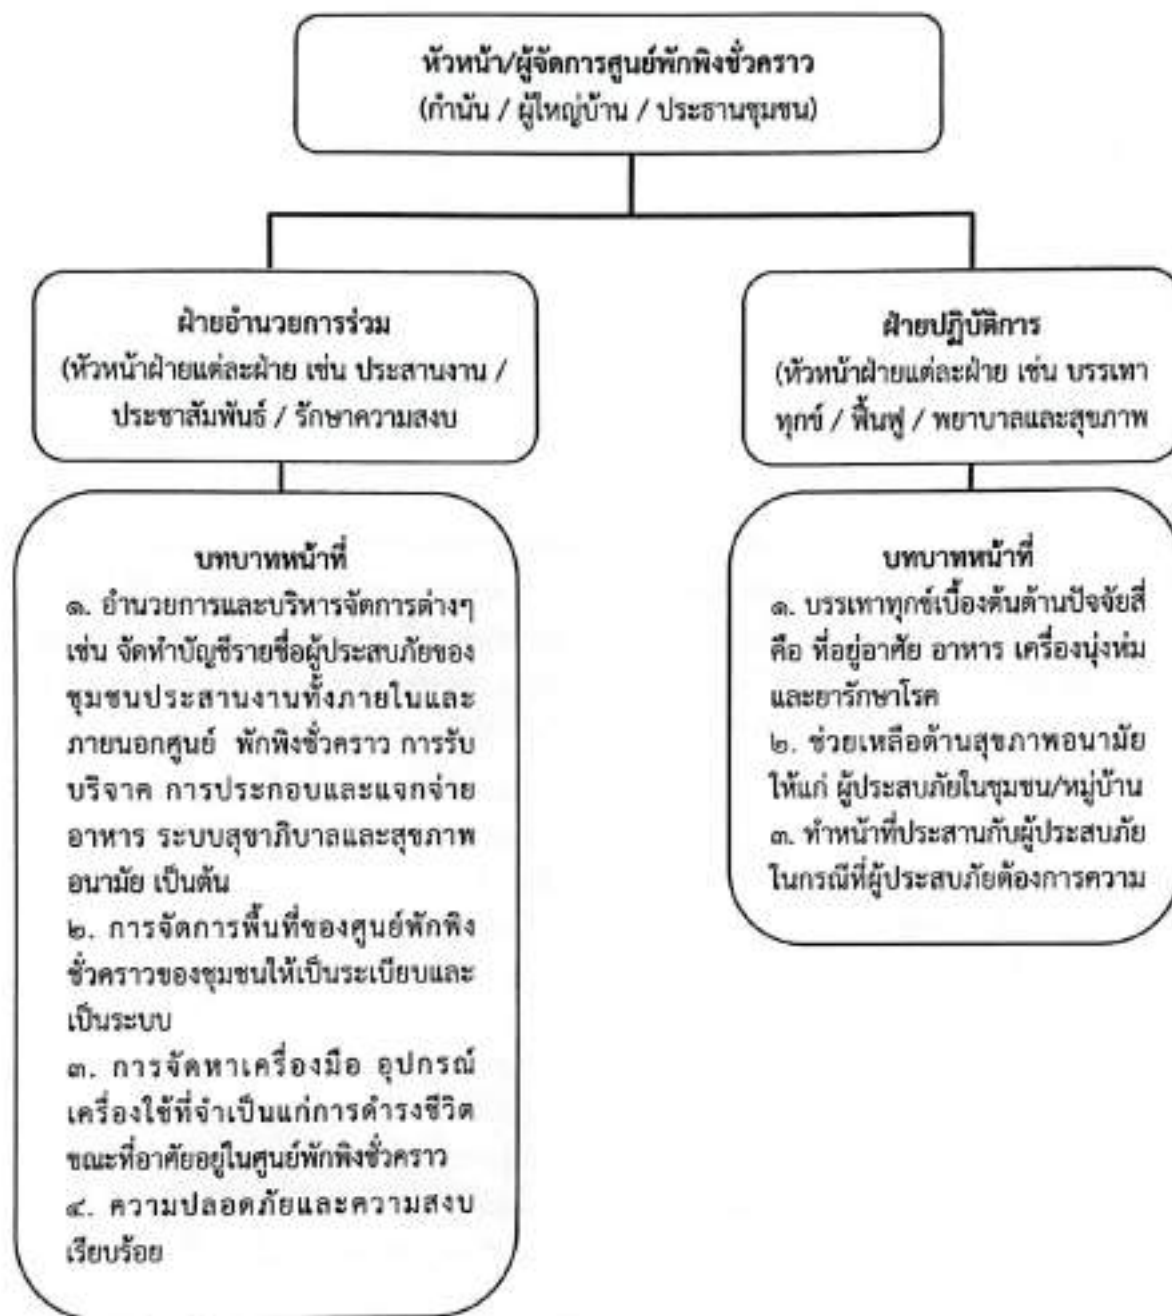 หัวหน้า/ผู้จัดการศูนย์พักพิงชั่วคราว
(กำนัน / ผู้ใหญ่บ้าน / ประธานชุมชน)
ฝ่ายอำนวยการร่วม
(หัวหน้าฝ่ายแต่ละฝ่าย เช่น ประสานงาน /
ประชาสัมพันธ์ / รักษาความสงบ
บทบาทหน้าที่
๑. อำนวยการและบริหารจัดการต่างๆ
เช่น จัดทำบัญชีรายชื่อผู้ประสบภัยของ
ชุมชนประสานงานทั้งภายในและ
ภายนอกศูนย์ พักพิงชั่วคราว การรับ
บริจาค การประกอบและแจกจ่าย
อาหาร ระบบสุขาภิบาลและสุขภาพ
อนามัย เป็นต้น
๒. การจัดการพื้นที่ของศูนย์พักพิง
ชั่วคราวของชุมชนให้เป็นระเบียบและ
เป็นระบบ
๓. การจัดหาเครื่องมือ อุปกรณ์
เครื่องใช้ที่จำเป็นแก่การดำรงชีวิต
ขณะที่อาศัยอยู่ในศูนย์พักพิงชั่วคราว
๔. ความปลอดภัยและความสงบ
เรียบร้อย
ฝ่ายปฏิบัติการ
(หัวหน้าฝ่ายแต่ละฝ่าย เช่น บรรเทา
ทุกข์ / ฟื้นฟู / พยาบาลและสุขภาพ
บทบาทหน้าที่
๑. บรรเทาทุกข์เบื้องต้นด้านปัจจัยสี่
คือ ที่อยู่อาศัย อาหาร เครื่องนุ่งห่ม
และยารักษาโรค
๒. ช่วยเหลือด้านสุขภาพอนามัย
ให้แก่ ผู้ประสบภัยในชุมชน/หมู่บ้าน
๓. ทำหน้าที่ประสานกับผู้ประสบภัย
ในกรณีที่ผู้ประสบภัยต้องการความ